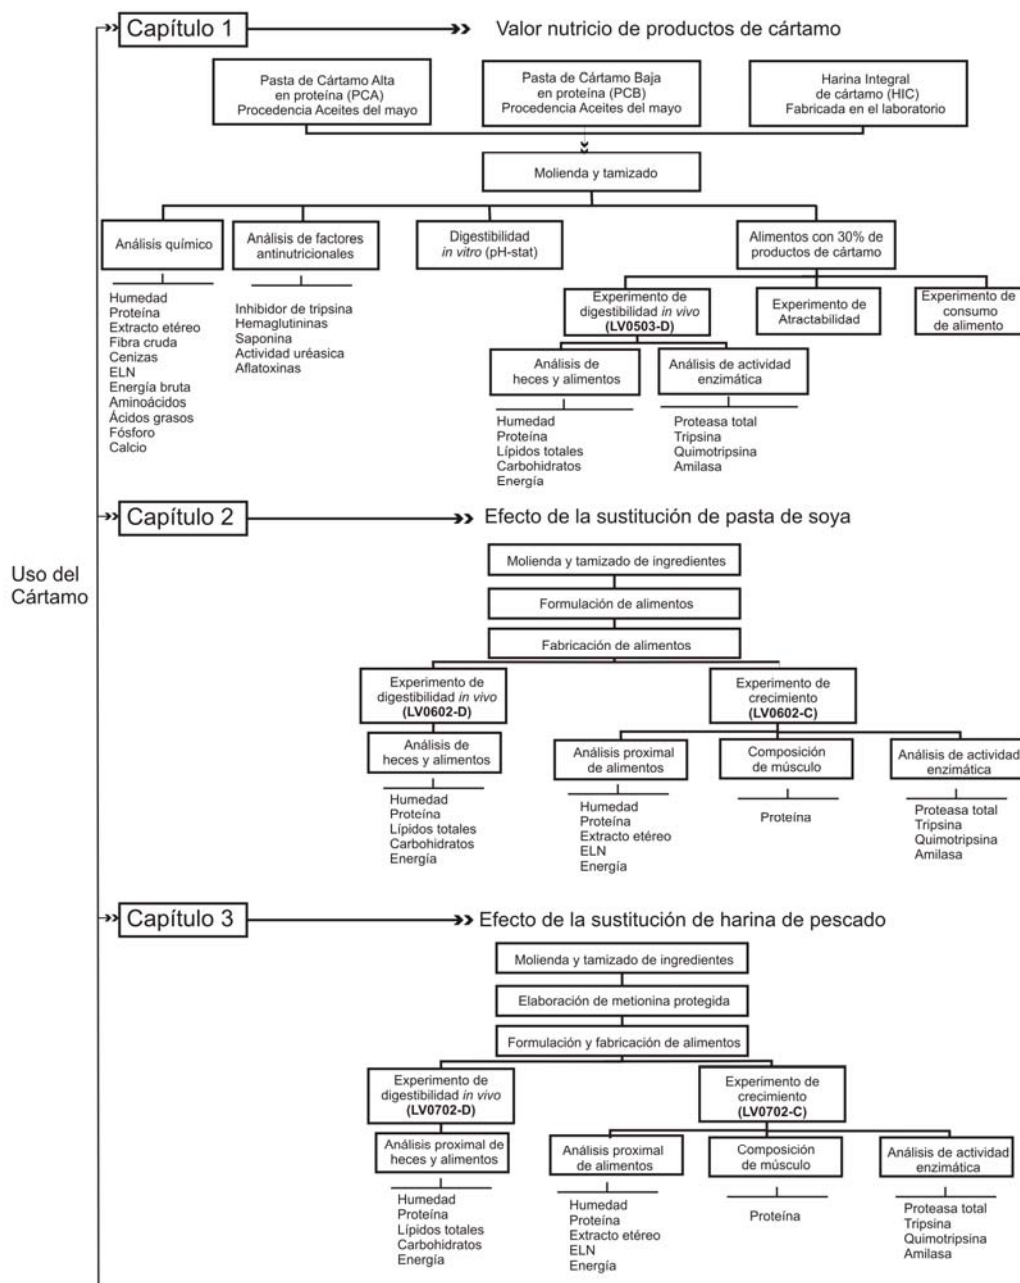 Capítulo 1
Valor nutricio de productos de cártamo
Pasta de Cártamo Alta
en proteína (PCA)
Procedencia Aceites del mayo
Pasta de Cártamo Baja
en proteína (PCB)
Procedencia Aceites del mayo
Harina Integral
de cártamo (HIC)
Fabricada en el laboratorio
Molienda y tamizado
Análisis químico
Humedad
Proteína
Extracto etéreo
Fibra cruda
Cenizas
ELN
Energía bruta
Aminoácidos
Ácidos grasos
Fósforo
Calcio
Análisis de factores
antinutricionales
Inhibidor de tripsina
Hemaglutininas
Saponina
Actividad uréasica
Aflatoxinas
Digestibilidad
in vitro (pH-stat)
Alimentos con 30% de
productos de cártamo
Experimento de
digestibilidad in vivo
(LV0503-D)
Experimento de
Atractabilidad
Experimento de
consumo
de alimento
Análisis de
heces y alimentos
Humedad
Proteína
Lípidos totales
Carbohidratos
Energía
Análisis de actividad
enzimática
Proteasa total
Tripsina
Quimotripsina
Amilasa
Uso del
Cártamo
Capítulo 2
Efecto de la sustitución de pasta de soya
Molienda y tamizado de ingredientes
Formulación de alimentos
Fabricación de alimentos
Experimento de
digestibilidad in vivo
(LV0602-D)
Análisis de
heces y alimentos
Humedad
Proteína
Lípidos totales
Carbohidratos
Energía
Experimento de
crecimiento
(LV0602-C)
Análisis proximal
de alimentos
Humedad
Proteína
Extracto etéreo
ELN
Energía
Composición
de músculo
Proteína
Análisis de actividad
enzimática
Proteasa total
Tripsina
Quimotripsina
Amilasa
Capítulo 3
Efecto de la sustitución de harina de pescado
Molienda y tamizado de ingredientes
Elaboración de metionina protegida
Formulación y fabricación de alimentos
Experimento de
digestibilidad in vivo
(LV0702-D)
Análisis proximal de
heces y alimentos
Humedad
Proteína
Lípidos totales
Carbohidratos
Energía
Experimento de
crecimiento
(LV0702-C)
Análisis proximal
de alimentos
Humedad
Proteína
Extracto etéreo
ELN
Energía
Composición
de músculo
Proteína
Análisis de actividad
enzimática
Proteasa total
Tripsina
Quimotripsina
Amilasa